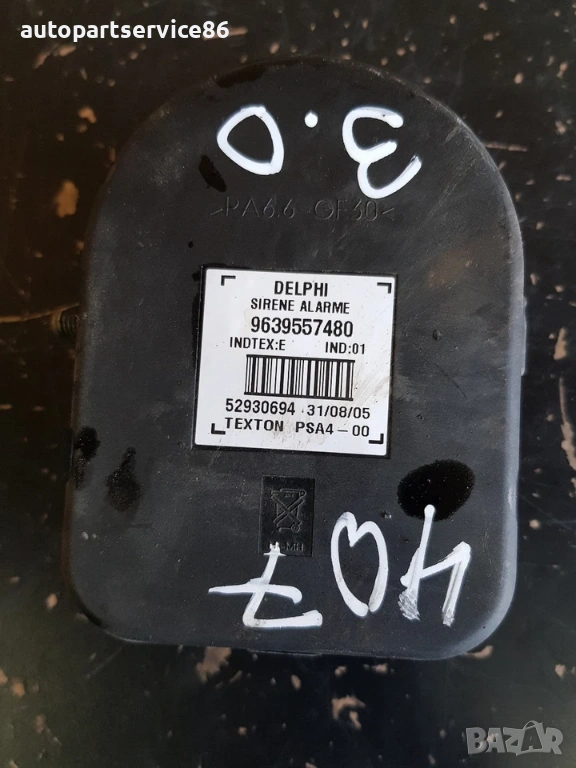 autopartservice86
3.0
>PA6.6-GF30<
DELPHI
SIRENE ALARME
9639557480
INDTEX:E IND:01
52930694 31/08/05
TEXTON PSA4-00
407
BAZAR